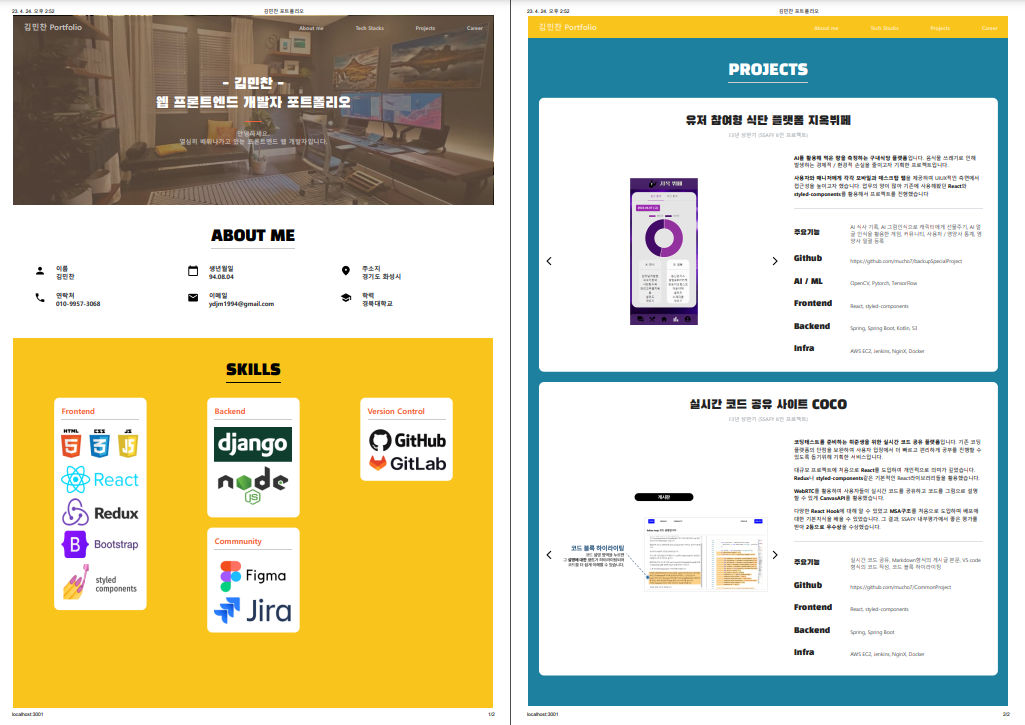 23. 4. 24. 오후 2:52
김민찬 포트폴리오
김민찬 Portfolio
About me
Tech Stacks
Projects
Career
- 김민찬 -
웹 프론트엔드 개발자 포트폴리오
안녕하세요.
열심히 배워나가고 있는 프론트엔드 웹 개발자입니다.
ABOUT ME
이름
김민찬
생년월일
94.08.04
주소지
경기도 화성시
연락처
010-9957-3068
이메일
ydjm1994@gmail.com
학력
경북대학교
SKILLS
Frontend
HTML
CSS
JS
React
Redux
Bootstrap
styled
components
Backend
django
node
JS
Community
Figma
Jira
Version Control
GitHub
GitLab
localhost:3001
1/2
23. 4. 24. 오후 2:52
김민찬 포트폴리오
김민찬 Portfolio
About me
Tech Stacks
Projects
Career
PROJECTS
유저 참여형 식단 플랫폼 지옥뷔페
(SSAFY 6인 프로젝트)
AI를 활용해 먹은 양을 측정하는 구내식당 플랫폼입니다. 음식물 쓰레기로 인해
발생하는 경제적 / 환경적 손실을 줄이고자 기획한 프로젝트입니다.
사용자와 매니저에게 각각 모바일과 데스크탑 웹을 제공하여 UI,UX적인 측면에서
접근성을 높이고자 했습니다. 업무의 양이 많아 기존에 사용해왔던 React와
styled-components를 활용해서 프로젝트를 진행했습니다
주요기능
AI 식사 기록, AI 그림인식으로 캐릭터에게 선물주기, AI 얼
굴 인식을 활용한 게임, 커뮤니티, 사용자 / 영양사 통계, 영
양사 일괄 등록
Github
https://github.com/mucho7/backupSpecialProject
AI / ML
OpenCV, Pytorch, TensorFlow
Frontend
React, styled-components
Backend
Spring, Spring Boot, Kotlin, S3
Infra
AWS EC2, Jenkins, NginX, Docker
실시간 코드 공유 사이트 COCO
(SSAFY 6인 프로젝트)
게시판
코드 블록 하이라이팅
코딩테스트를 준비하는 취준생을 위한 실시간 코드 공유 플랫폼입니다. 기존 코딩
플랫폼의 단점을 보완하여 사용자 입장에서 더 빠르고 편리하게 공부를 진행할 수
있도록 돕기위해 기획한 서비스입니다.
대규모 프로젝트에 처음으로 React를 도입하여 개인적으로 의미가 깊었습니다.
Redux나 styled-components같은 기본적인 React라이브러리들을 활용했습니다.
WebRTC를 활용하여 사용자들이 실시간 코드를 공유하고 코드를 그림으로 설명
할 수 있게 CanvasAPI를 활용했습니다.
다양한 React Hook에 대해 알 수 있었고 MSA구조를 처음으로 도입하며 배포에
대한 기본지식을 배울 수 있었습니다. 그 결과, SSAFY 내부평가에서 좋은 평가를
받아 2등으로 우수상을 수상했습니다.
주요기능
실시간 코드 공유, Markdown형식의 게시 글 본문, VS code
형식의 코드 작성, 코드 블록 하이라이팅
Github
https://github.com/mucho7/CommonProject
Frontend
React, styled-components
Backend
Spring, Spring Boot
Infra
AWS EC2, Jenkins, NginX, Docker
localhost:3001
2/2